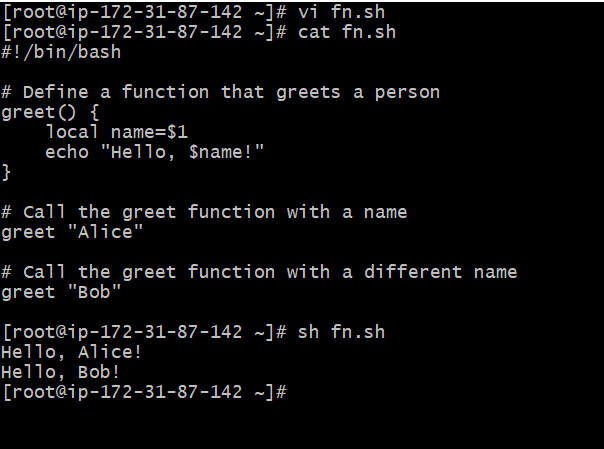 [root@ip-172-31-87-142 ~]# vi fn.sh
[root@ip-172-31-87-142 ~]# cat fn.sh
#!/bin/bash

# Define a function that greets a person
greet() {
    local name=$1
    echo "Hello, $name!"
}

# Call the greet function with a name
greet "Alice"

# Call the greet function with a different name
greet "Bob"

[root@ip-172-31-87-142 ~]# sh fn.sh
Hello, Alice!
Hello, Bob!
[root@ip-172-31-87-142 ~]#